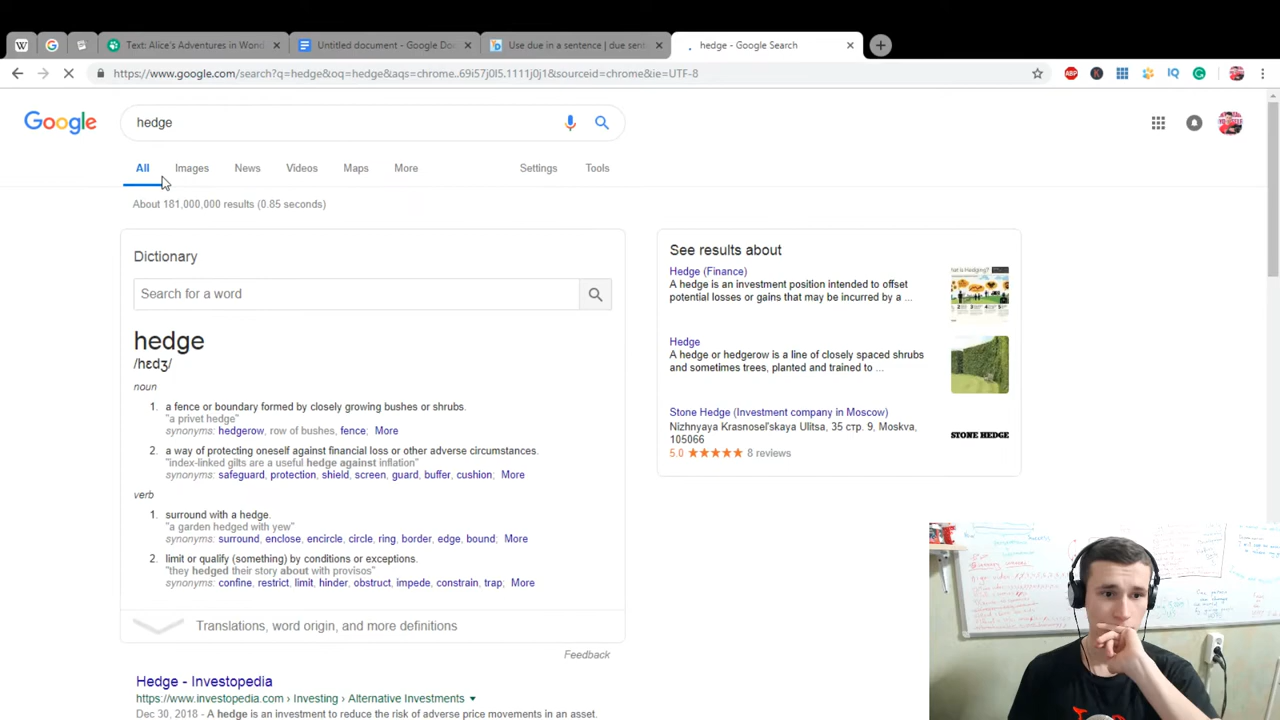 Text: Alice's Adventures in Wond
Untitled document - Google Do
Use due in a sentence | due sent
hedge - Google Search
https://www.google.com/search?q=hedge&oq=hedge&aqs=chrome..69i57j0l5.1111j0j1&sourceid=chrome&ie=UTF-8
ABP K IQ G
Google
hedge
All Images News Videos Maps More Settings Tools
About 181,000,000 results (0.85 seconds)
Dictionary
Search for a word
hedge
/hɛdʒ/
noun
1. a fence or boundary formed by closely growing bushes or shrubs.
"a privet hedge"
synonyms: hedgerow, row of bushes, fence; More
2. a way of protecting oneself against financial loss or other adverse circumstances.
"index-linked gilts are a useful hedge against inflation"
synonyms: safeguard, protection, shield, screen, guard, buffer, cushion; More
verb
1. surround with a hedge.
"a garden hedged with yew"
synonyms: surround, enclose, encircle, circle, ring, border, edge, bound; More
2. limit or qualify (something) by conditions or exceptions.
"they hedged their story about with provisos"
synonyms: confine, restrict, limit, hinder, obstruct, impede, constrain, trap, More
Translations, word origin, and more definitions
Feedback
Hedge - Investopedia
https://www.investopedia.com › Investing › Alternative Investments
Dec 30, 2018 - A hedge is an investment to reduce the risk of adverse price movements in an asset.
See results about
Hedge (Finance)
A hedge is an investment position intended to offset
potential losses or gains that may be incurred by a ...
Hedge
A hedge or hedgerow is a line of closely spaced shrubs
and sometimes trees, planted and trained to ...
Stone Hedge (Investment company in Moscow)
Nizhnyaya Krasnosel'skaya Ulitsa, 35 стр. 9, Moskva,
105066
5.0 8 reviews
STONE HEDGE